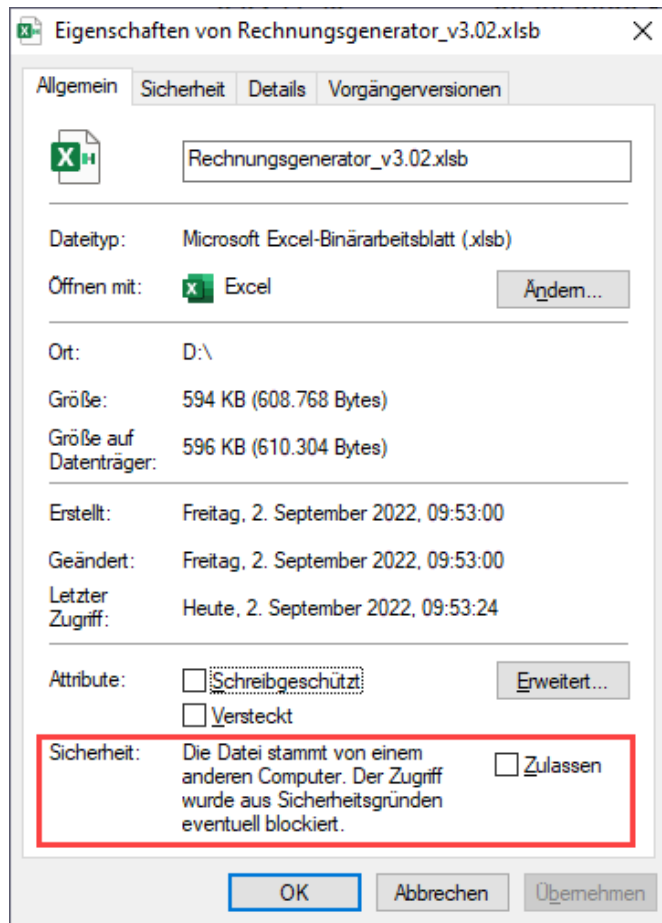 Eigenschaften von Rechnungsgenerator_v3.02.xlsb
Allgemein Sicherheit Details Vorgängerversionen
Rechnungsgenerator_v3.02.xlsb
Dateityp: Microsoft Excel-Binärarbeitsblatt (.xlsb)
Öffnen mit: Excel Ändern...
Ort: D:\
Größe: 594 KB (608.768 Bytes)
Größe auf
Datenträger: 596 KB (610.304 Bytes)
Erstellt: Freitag, 2. September 2022, 09:53:00
Geändert: Freitag, 2. September 2022, 09:53:00
Letzter
Zugriff: Heute, 2. September 2022, 09:53:24
Attribute: Schreibgeschützt Erweitert...
Versteckt
Sicherheit: Die Datei stammt von einem
anderen Computer. Der Zugriff
wurde aus Sicherheitsgründen
eventuell blockiert.
Zulassen
OK Abbrechen Übernehmen